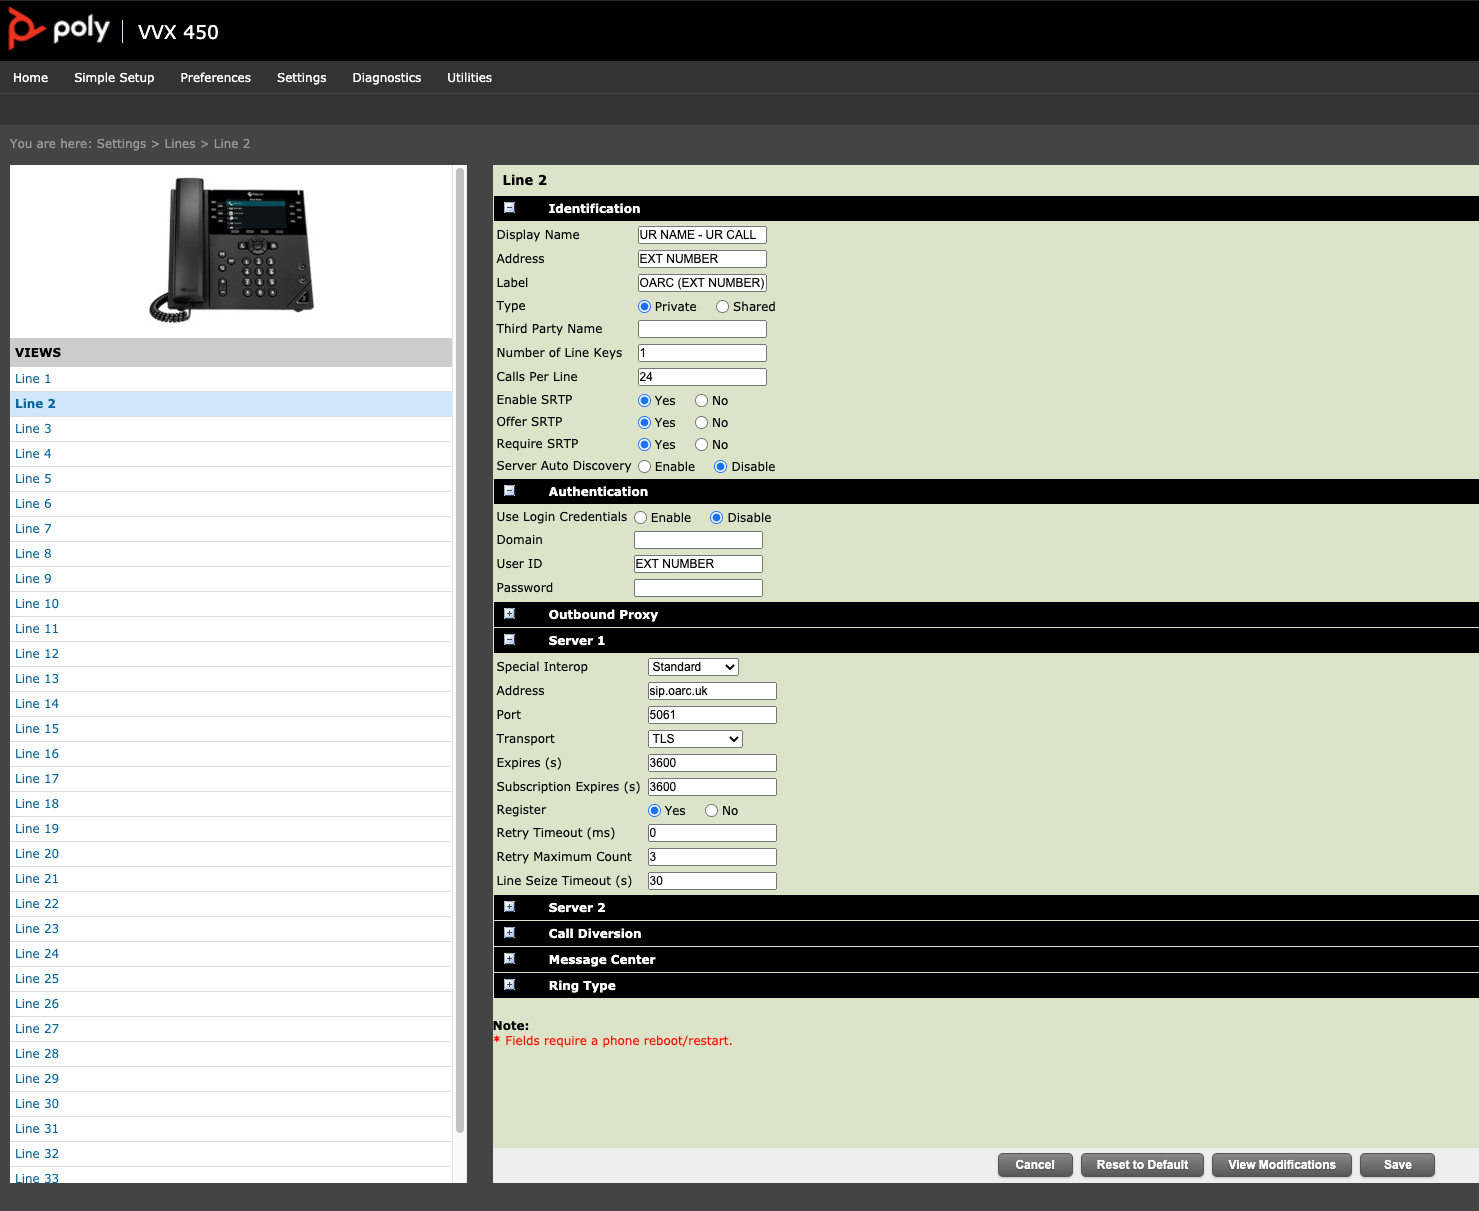 poly | VVX 450
Home Simple Setup Preferences Settings Diagnostics Utilities
You are here: Settings > Lines > Line 2
VIEWS
Line 1
Line 2
Line 3
Line 4
Line 5
Line 6
Line 7
Line 8
Line 9
Line 10
Line 11
Line 12
Line 13
Line 14
Line 15
Line 16
Line 17
Line 18
Line 19
Line 20
Line 21
Line 22
Line 23
Line 24
Line 25
Line 26
Line 27
Line 28
Line 29
Line 30
Line 31
Line 32
Line 33
Line 2
Identification
Display Name UR NAME - UR CALL
Address EXT NUMBER
Label OARC (EXT NUMBER)
Type Private Shared
Third Party Name
Number of Line Keys 1
Calls Per Line 24
Enable SRTP Yes No
Offer SRTP Yes No
Require SRTP Yes No
Server Auto Discovery Enable Disable
Authentication
Use Login Credentials Enable Disable
Domain
User ID EXT NUMBER
Password
Outbound Proxy
Server 1
Special Interop Standard
Address sip.oarc.uk
Port 5061
Transport TLS
Expires (s) 3600
Subscription Expires (s) 3600
Register Yes No
Retry Timeout (ms) 0
Retry Maximum Count 3
Line Seize Timeout (s) 30
Server 2
Call Diversion
Message Center
Ring Type
Note:
* Fields require a phone reboot/restart.
Cancel Reset to Default View Modifications Save